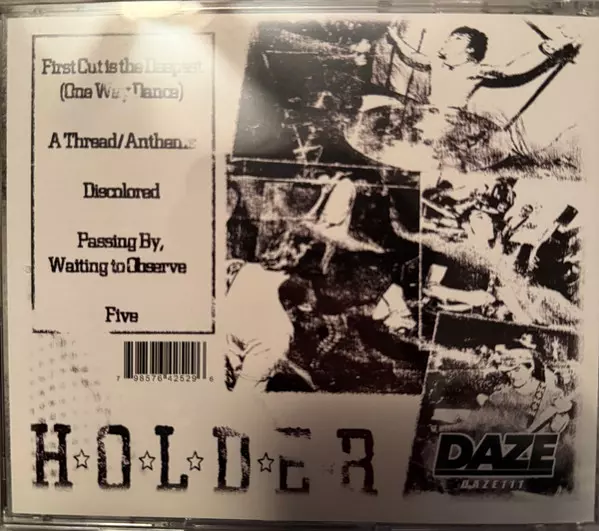 First Cut is the Deepest
(One Way Dance)
A Thread/Anthems
Discolored
Passing By,
Waiting to Observe
Five
7 98576 42529 6
H☆O☆L☆D☆E R
DAZE
DAZE111